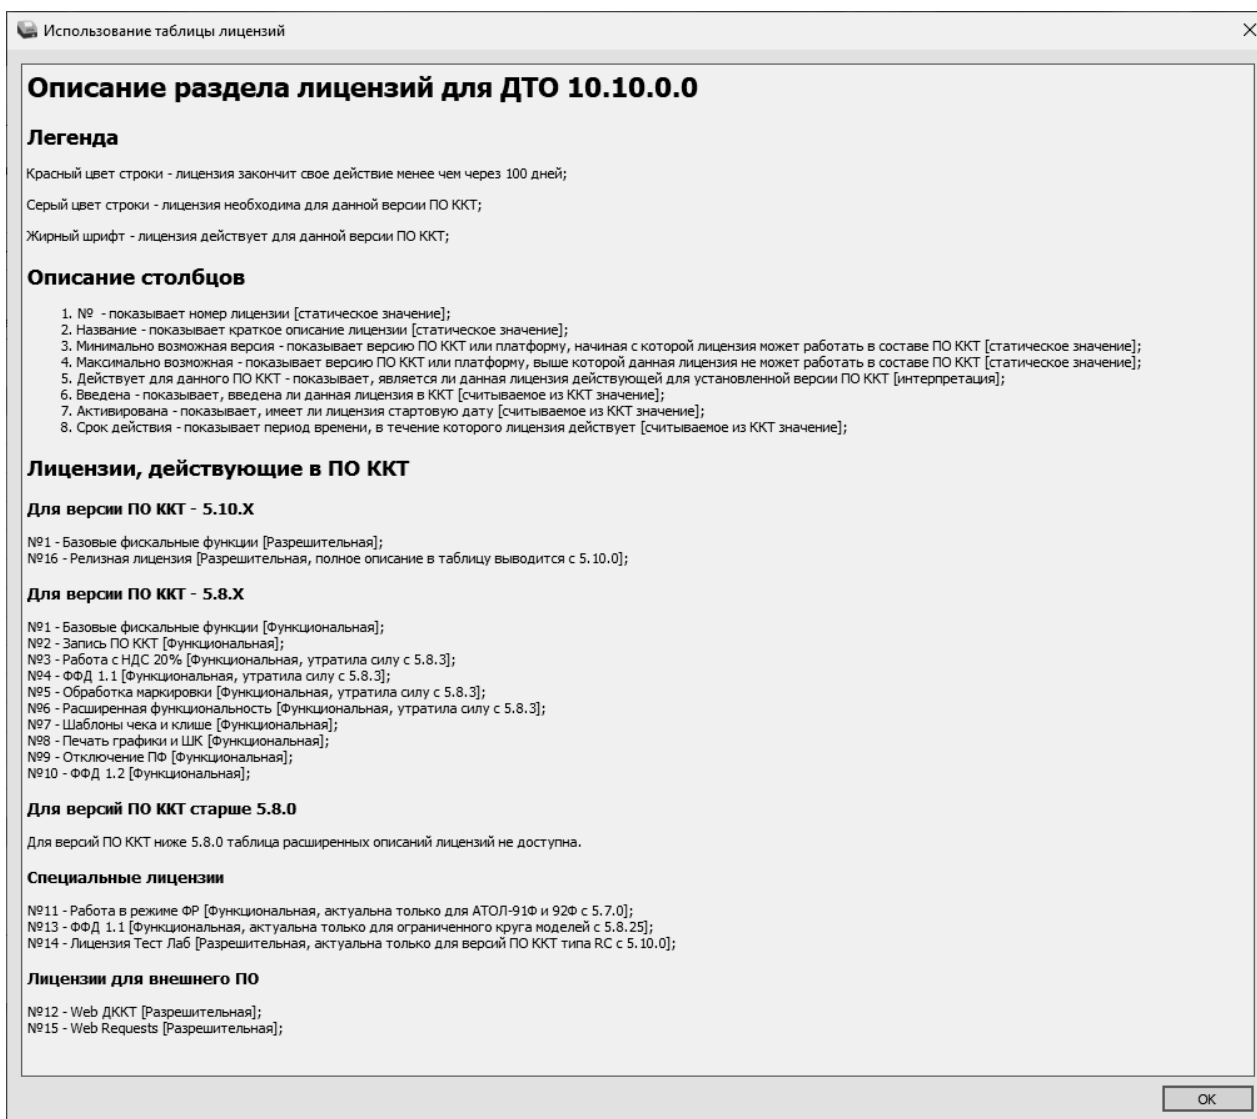 Использование таблицы лицензий
Описание раздела лицензий для ДТО 10.10.0.0
Легенда
Красный цвет строки - лицензия закончит свое действие менее чем через 100 дней;
Серый цвет строки - лицензия необходима для данной версии ПО ККТ;
Жирный шрифт - лицензия действует для данной версии ПО ККТ;
Описание столбцов
1. № - показывает номер лицензии [статическое значение];
2. Название - показывает краткое описание лицензии [статическое значение];
3. Минимально возможная версия - показывает версию ПО ККТ или платформу, начиная с которой лицензия может работать в составе ПО ККТ [статическое значение];
4. Максимально возможная - показывает версию ПО ККТ или платформу, выше которой данная лицензия не может работать в составе ПО ККТ [статическое значение];
5. Действует для данного ПО ККТ - показывает, является ли данная лицензия действующей для установленной версии ПО ККТ [интерпретация];
6. Введена - показывает, введена ли данная лицензия в ККТ [считываемое из ККТ значение];
7. Активирована - показывает, имеет ли лицензия стартовую дату [считываемое из ККТ значение];
8. Срок действия - показывает период времени, в течение которого лицензия действует [считываемое из ККТ значение];
Лицензии, действующие в ПО ККТ
Для версии ПО ККТ - 5.10.X
№1 - Базовые фискальные функции [Разрешительная];
№16 - Релизная лицензия [Разрешительная, полное описание в таблицу выводится с 5.10.0];
Для версии ПО ККТ - 5.8.X
№1 - Базовые фискальные функции [Функциональная];
№2 - Запись ПО ККТ [Функциональная];
№3 - Работа с НДС 20% [Функциональная, утратила силу с 5.8.3];
№4 - ФФД 1.1 [Функциональная, утратила силу с 5.8.3];
№5 - Обработка маркировки [Функциональная, утратила силу с 5.8.3];
№6 - Расширенная функциональность [Функциональная, утратила силу с 5.8.3];
№7 - Шаблоны чека и клише [Функциональная];
№8 - Печать графики и ШК [Функциональная];
№9 - Отключение ПФ [Функциональная];
№10 - ФФД 1.2 [Функциональная];
Для версий ПО ККТ старше 5.8.0
Для версий ПО ККТ ниже 5.8.0 таблица расширенных описаний лицензий не доступна.
Специальные лицензии
№11 - Работа в режиме ФР [Функциональная, актуальна только для АТОЛ-91Ф и 92Ф с 5.7.0];
№13 - ФФД 1.1 [Функциональная, актуальна только для ограниченного круга моделей с 5.8.25];
№14 - Лицензия Тест Лаб [Разрешительная, актуальна только для версий ПО ККТ типа RC с 5.10.0];
Лицензии для внешнего ПО
№12 - Web ДККТ [Разрешительная];
№15 - Web Requests [Разрешительная];
ОК